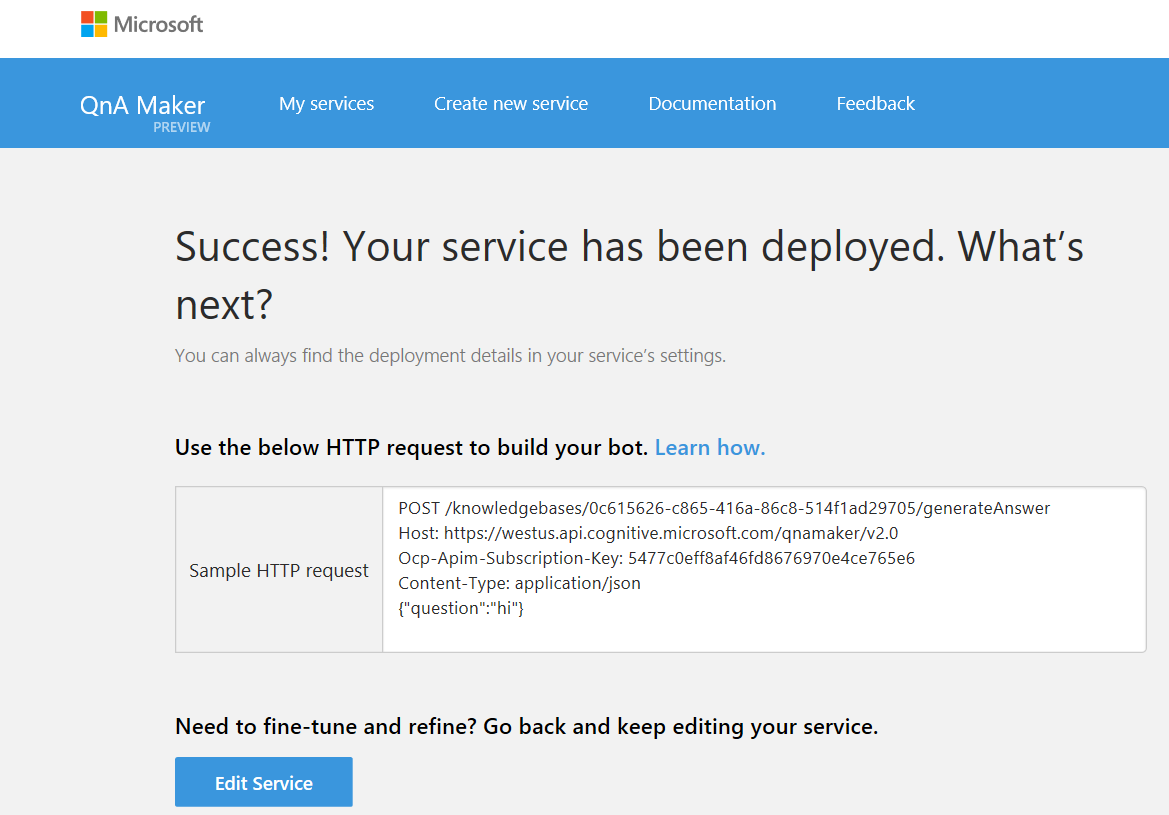 Microsoft
QnA Maker
PREVIEW
My services
Create new service
Documentation
Feedback
Success! Your service has been deployed. What's
next?
You can always find the deployment details in your service's settings.
Use the below HTTP request to build your bot. Learn how.
Sample HTTP request
POST /knowledgebases/0c615626-c865-416a-86c8-514f1ad29705/generateAnswer
Host: https://westus.api.cognitive.microsoft.com/qnamaker/v2.0
Ocp-Apim-Subscription-Key: 5477c0eff8af46fd8676970e4ce765e6
Content-Type: application/json
{"question":"hi"}
Need to fine-tune and refine? Go back and keep editing your service.
Edit Service